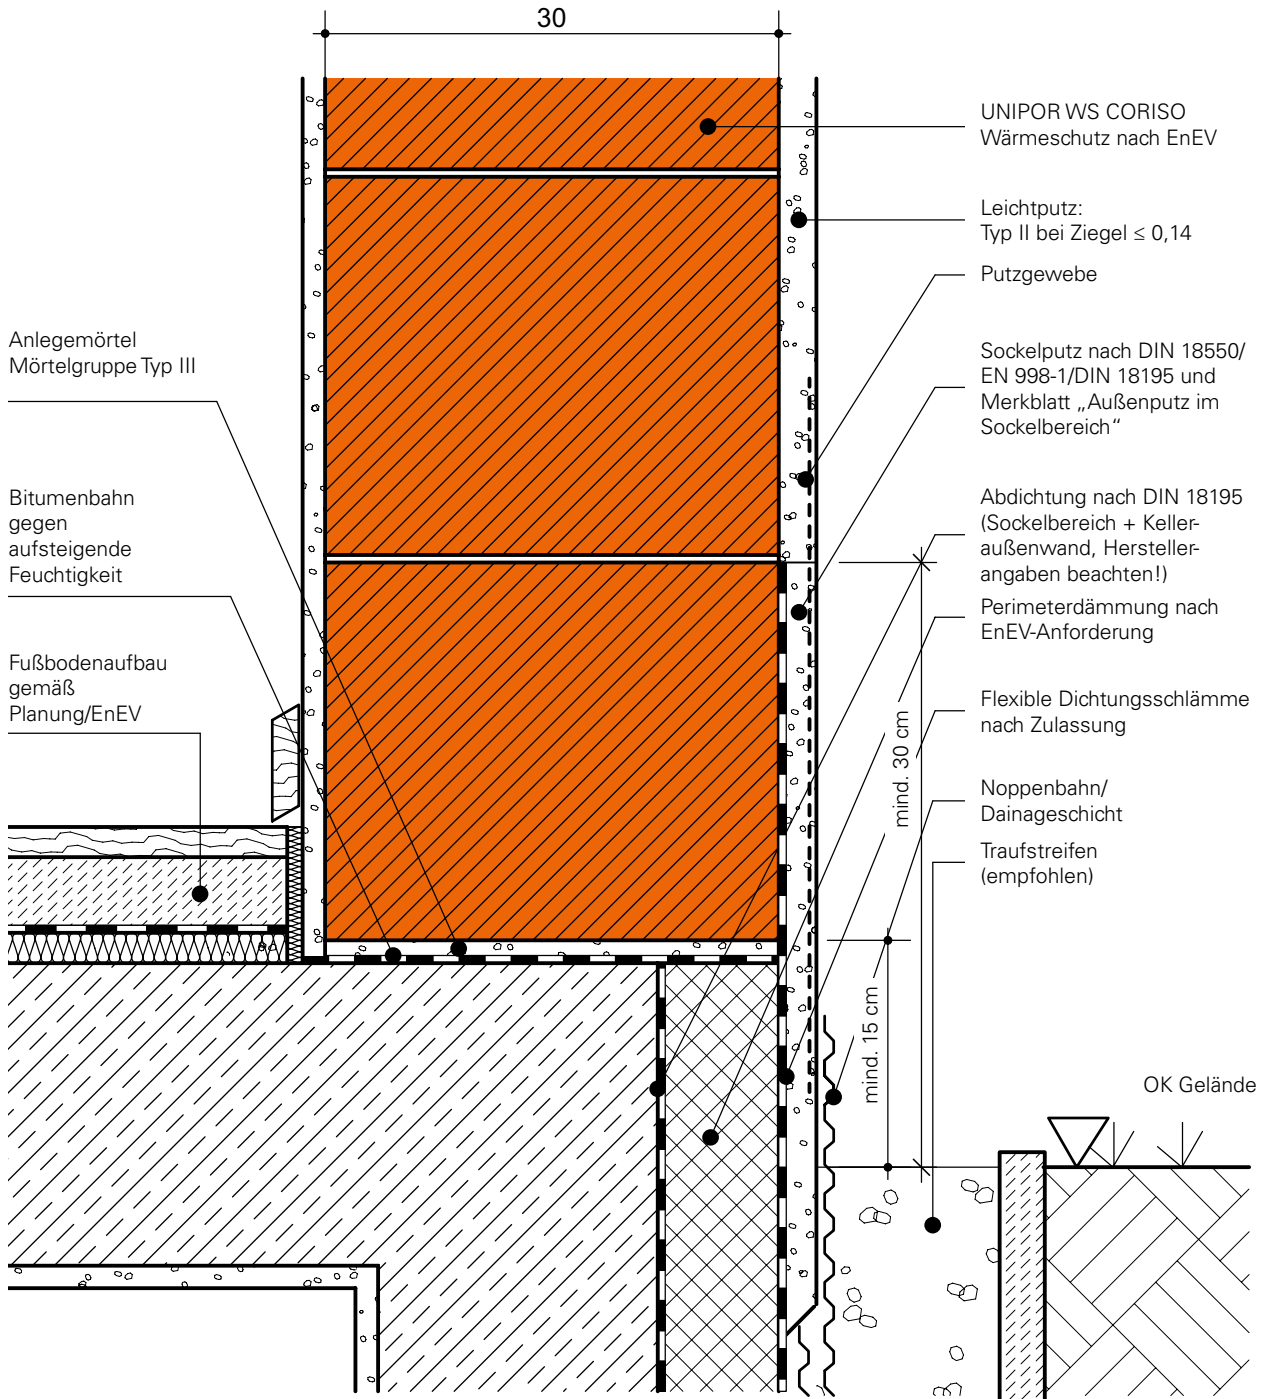 30
UNIPOR WS CORISO
Wärmeschutz nach EnEV
Leichtputz:
Typ II bei Ziegel ≤ 0,14
Putzgewebe
Sockelputz nach DIN 18550/
EN 998-1/DIN 18195 und
Merkblatt „Außenputz im
Sockelbereich“
Abdichtung nach DIN 18195
(Sockelbereich + Keller-
außenwand, Hersteller-
angaben beachten!)
Perimeterdämmung nach
EnEV-Anforderung
Flexible Dichtungsschlämme
nach Zulassung
Noppenbahn/
Dainageschicht
Traufstreifen
(empfohlen)
Anlegemörtel
Mörtelgruppe Typ III
Bitumenbahn
gegen
aufsteigende
Feuchtigkeit
Fußbodenaufbau
gemäß
Planung/EnEV
mind. 30 cm
mind. 15 cm
OK Gelände